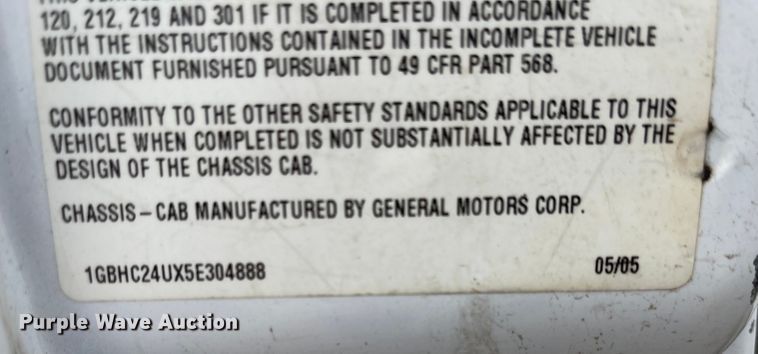 120, 212, 219 AND 301 IF IT IS COMPLETED IN ACCORDANCE
WITH THE INSTRUCTIONS CONTAINED IN THE INCOMPLETE VEHICLE
DOCUMENT FURNISHED PURSUANT TO 49 CFR PART 568.
CONFORMITY TO THE OTHER SAFETY STANDARDS APPLICABLE TO THIS
VEHICLE WHEN COMPLETED IS NOT SUBSTANTIALLY AFFECTED BY THE
DESIGN OF THE CHASSIS CAB.
CHASSIS-CAB MANUFACTURED BY GENERAL MOTORS CORP.
1GBHC24UX5E304888 05/05
Purple Wave Auction